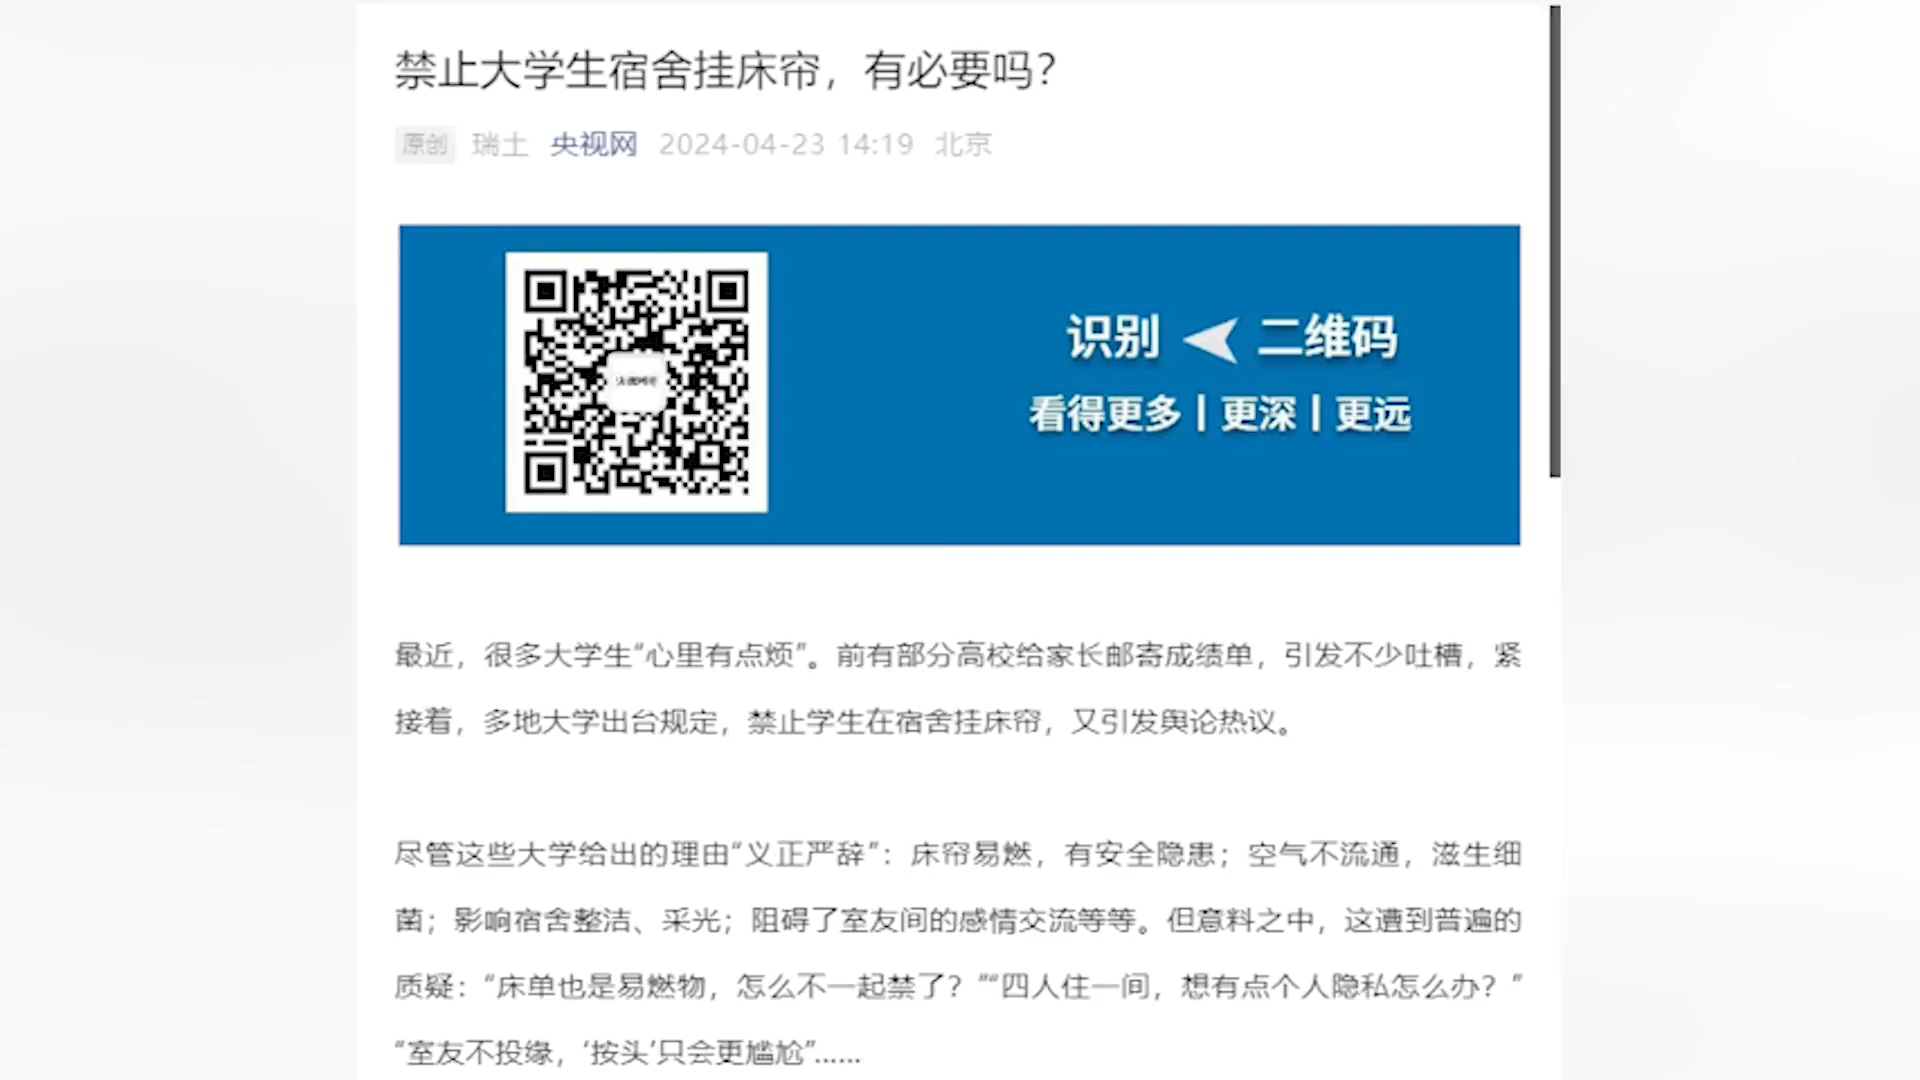 禁止大学生宿舍挂床帘，有必要吗？
原创 瑞土 央视网 2024-04-23 14:19 北京
识别 二维码
看得更多 | 更深 | 更远
最近，很多大学生“心里有点烦”。前有部分高校给家长邮寄成绩单，引发不少吐槽，紧
接着，多地大学出台规定，禁止学生在宿舍挂床帘，又引发舆论热议。
尽管这些大学给出的理由“义正严辞”：床帘易燃，有安全隐患；空气不流通，滋生细
菌；影响宿舍整洁、采光；阻碍了室友间的感情交流等等。但意料之中，这遭到普遍的
质疑：“床单也是易燃物，怎么不一起禁了？”“四人住一间，想有点个人隐私怎么办？”
“室友不投缘，‘按头’只会更尴尬”……